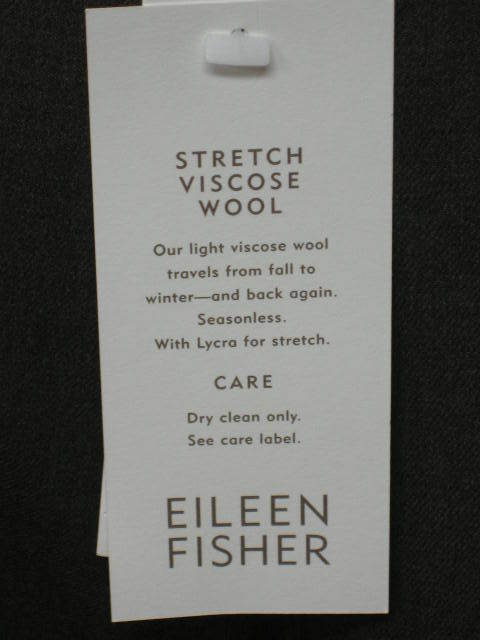 STRETCH
VISCOSE
WOOL
Our light viscose wool
travels from fall to
winter—and back again.
Seasonless.
With Lycra for stretch.
CARE
Dry clean only.
See care label.
EILEEN
FISHER